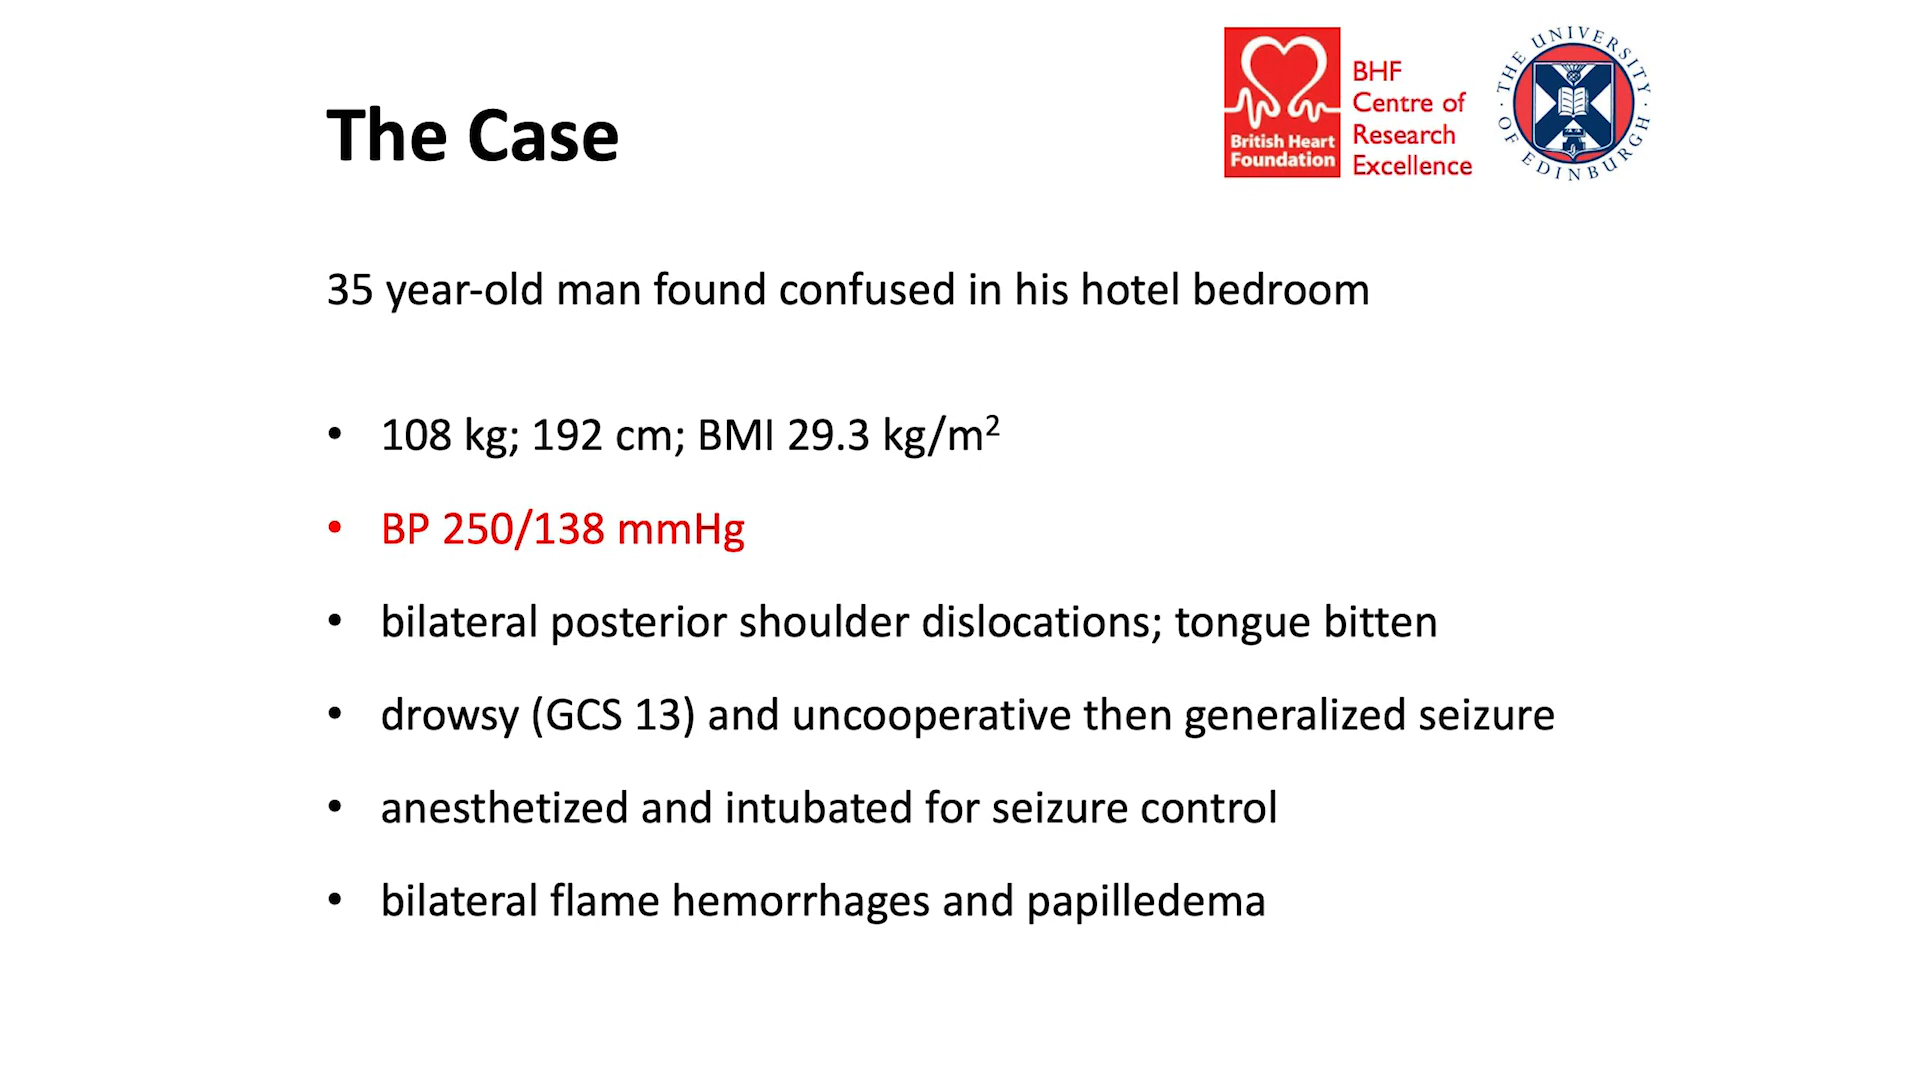 The Case
British Heart
Foundation
BHF
Centre of
Research
Excellence
THE UNIVERSITY OF EDINBURGH
35 year-old man found confused in his hotel bedroom
• 108 kg; 192 cm; BMI 29.3 kg/m²
• BP 250/138 mmHg
• bilateral posterior shoulder dislocations; tongue bitten
• drowsy (GCS 13) and uncooperative then generalized seizure
• anesthetized and intubated for seizure control
• bilateral flame hemorrhages and papilledema